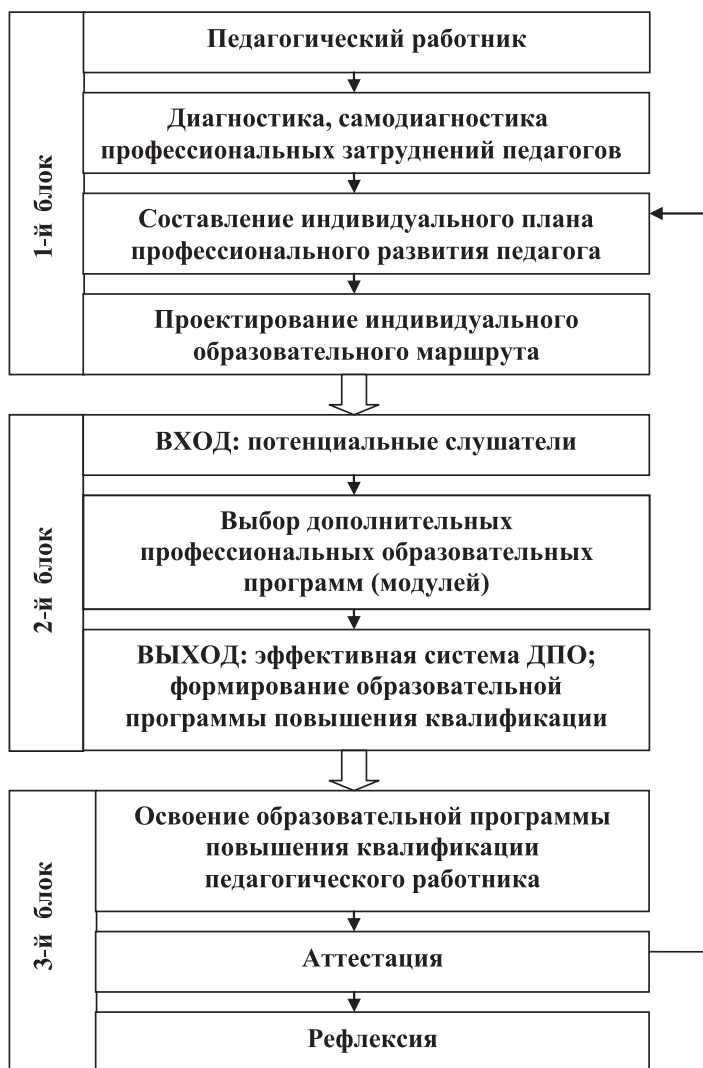 1-й блок
Педагогический работник
Диагностика, самодиагностика
профессиональных затруднений педагогов
Составление индивидуального плана
профессионального развития педагога
Проектирование индивидуального
образовательного маршрута
2-й блок
ВХОД: потенциальные слушатели
Выбор дополнительных
профессиональных образовательных
программ (модулей)
ВЫХОД: эффективная система ДПО;
формирование образовательной
программы повышения квалификации
3-й блок
Освоение образовательной программы
повышения квалификации
педагогического работника
Аттестация
Рефлексия